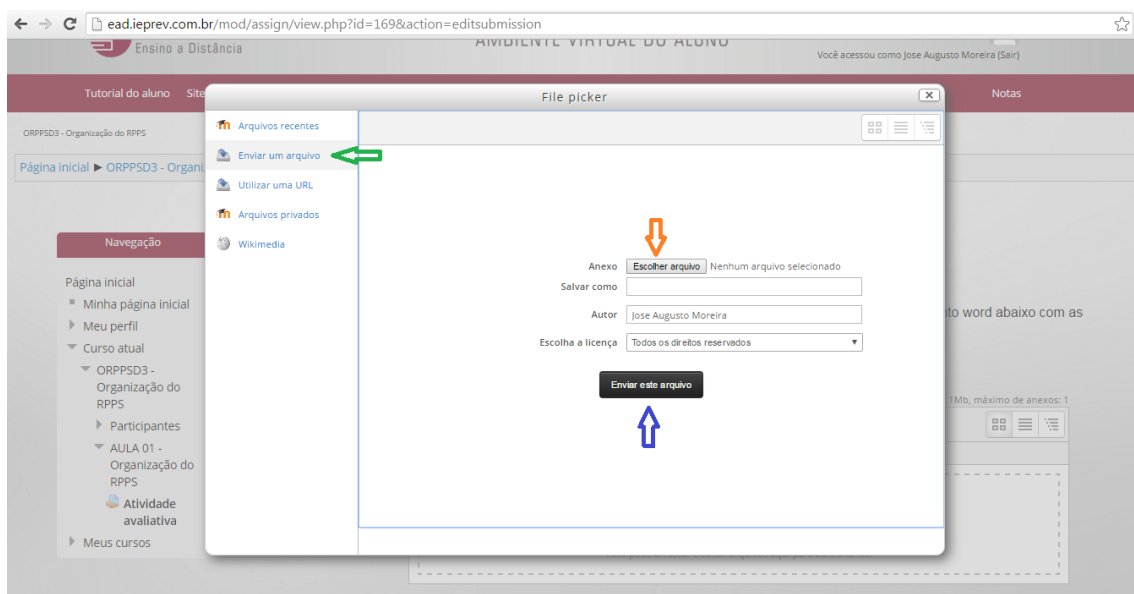 ead.ieprev.com.br/mod/assign/view.php?id=169&action=editsubmission
Ensino a Distância
AMBIENTE VIRTUAL DO ALUNO
Você acessou como Jose Augusto Moreira (Sair)
Tutorial do aluno Site
Notas
File picker
ORPPSD3 - Organização do RPPS
Página inicial ► ORPPSD3 - Organi
Arquivos recentes
Enviar um arquivo
Utilizar uma URL
Arquivos privados
Wikimedia
Anexo Escolher arquivo Nenhum arquivo selecionado
Salvar como
Autor Jose Augusto Moreira
Escolha a licença Todos os direitos reservados
Enviar este arquivo
Navegação
Página inicial
Minha página inicial
Meu perfil
Curso atual
ORPPSD3 -
Organização do
RPPS
Participantes
AULA 01 -
Organização do
RPPS
Atividade
avaliativa
Meus cursos
word abaixo com as
1Mb, máximo de anexos: 1